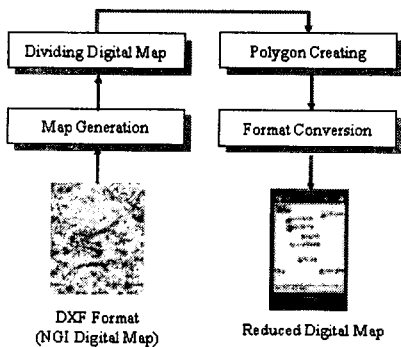 Dividing Digital Map
Polygon Creating
Map Generation
Format Conversion
DXF Format
(NGI Digital Map)
Reduced Digital Map